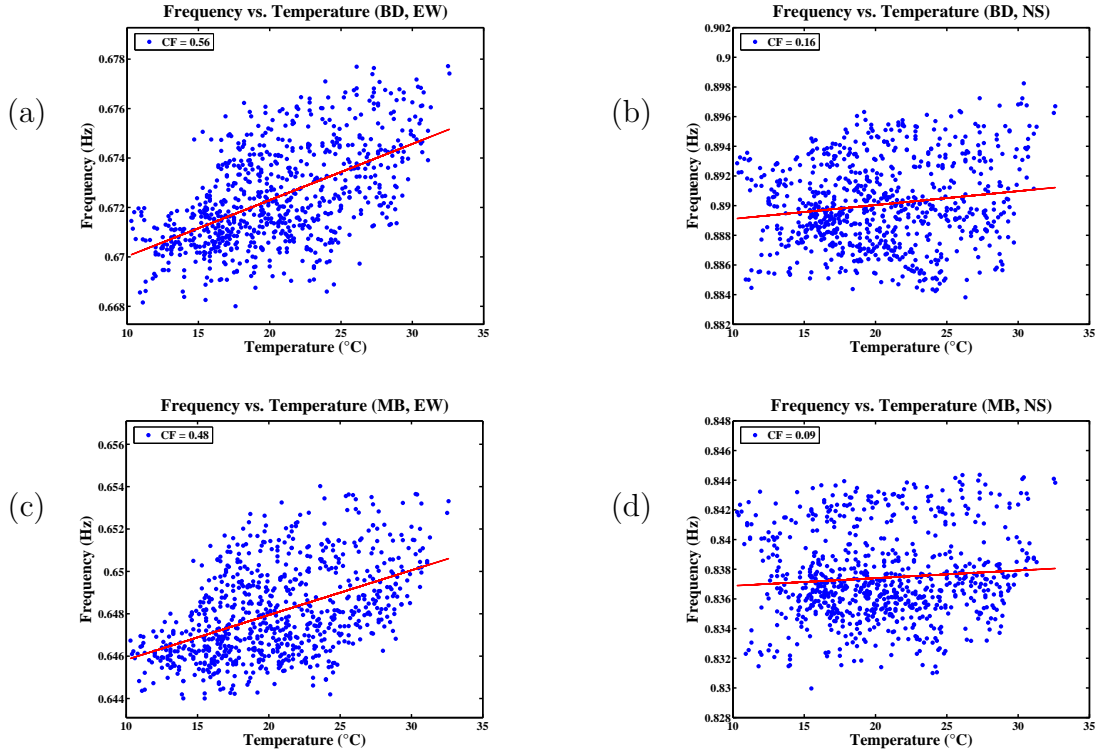 (a)
Frequency vs. Temperature (BD, EW)
CF = 0.56
Frequency (Hz)
0.678
0.676
0.674
0.672
0.67
0.668
10 15 20 25 30 35
Temperature (°C)
(b)
Frequency vs. Temperature (BD, NS)
CF = 0.16
Frequency (Hz)
0.902
0.9
0.898
0.896
0.894
0.892
0.89
0.888
0.886
0.884
0.882
10 15 20 25 30 35
Temperature (°C)
(c)
Frequency vs. Temperature (MB, EW)
CF = 0.48
Frequency (Hz)
0.656
0.654
0.652
0.65
0.648
0.646
0.644
10 15 20 25 30 35
Temperature (°C)
(d)
Frequency vs. Temperature (MB, NS)
CF = 0.09
Frequency (Hz)
0.848
0.846
0.844
0.842
0.84
0.838
0.836
0.834
0.832
0.83
0.828
10 15 20 25 30 35
Temperature (°C)